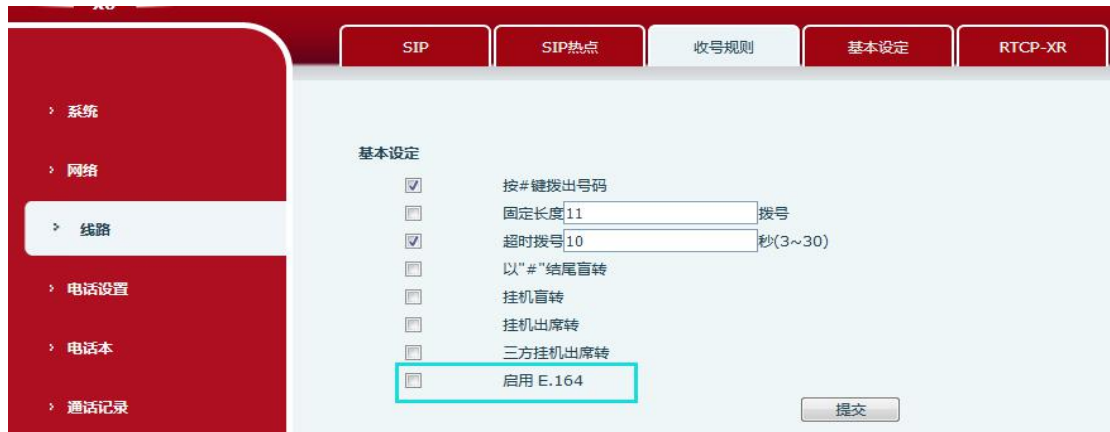 SIP SIP热点 收号规则 基本设定 RTCP-XR
› 系统
› 网络
› 线路
› 电话设置
› 电话本
› 通话记录
基本设定
按#键拨出号码
固定长度 11 拨号
超时拨号 10 秒(3~30)
以"#"结尾盲转
挂机盲转
挂机出席转
三方挂机出席转
启用 E.164
提交